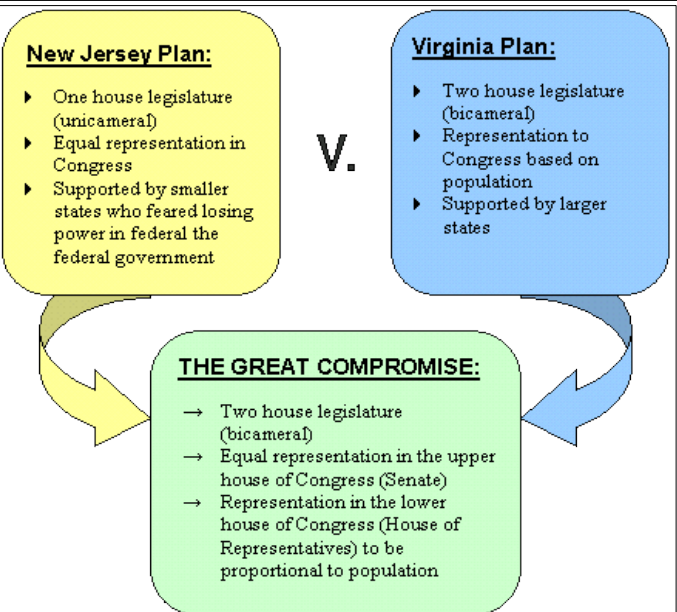 New Jersey Plan:
▶ One house legislature
(unicameral)
▶ Equal representation in
Congress
▶ Supported by smaller
states who feared losing
power in federal the
federal government
V.
Virginia Plan:
▶ Two house legislature
(bicameral)
▶ Representation to
Congress based on
population
▶ Supported by larger
states
THE GREAT COMPROMISE:
→ Two house legislature
(bicameral)
→ Equal representation in the upper
house of Congress (Senate)
→ Representation in the lower
house of Congress (House of
Representatives) to be
proportional to population